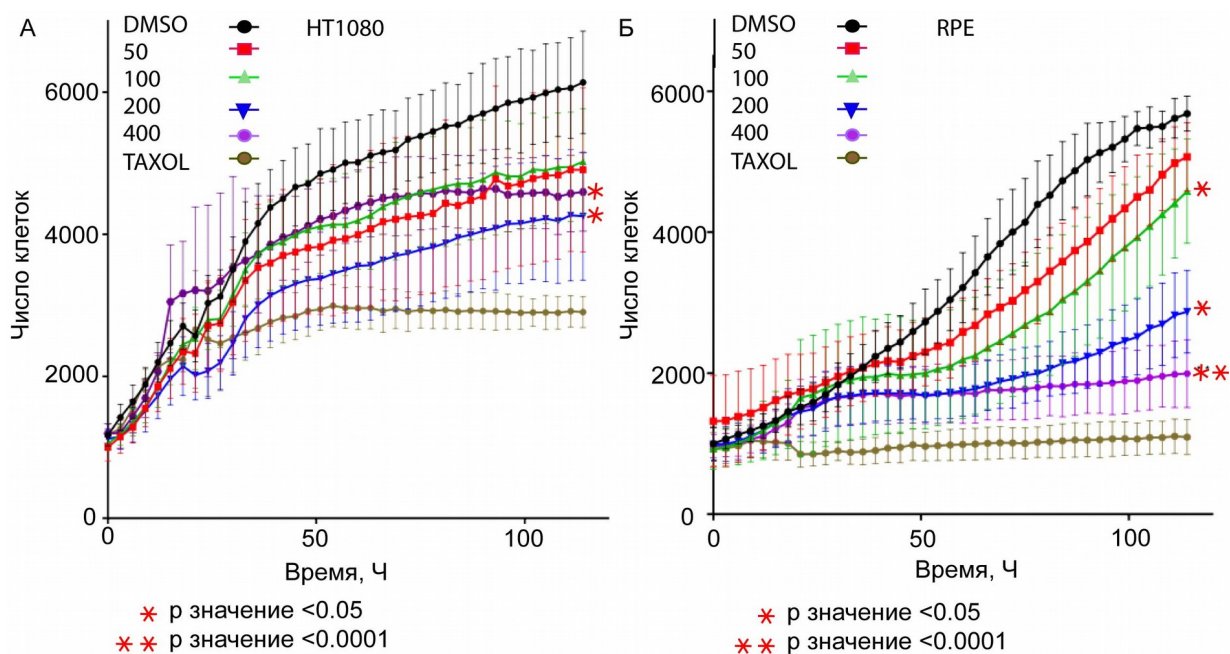 А
DMSO
50
100
200
400
TAXOL
HT1080
Число клеток
6000
4000
2000
0
0 50 100
Время, Ч
* р значение <0.05
** р значение <0.0001
Б
DMSO
50
100
200
400
TAXOL
RPE
Число клеток
6000
4000
2000
0
0 50 100
Время, Ч
* р значение <0.05
** р значение <0.0001